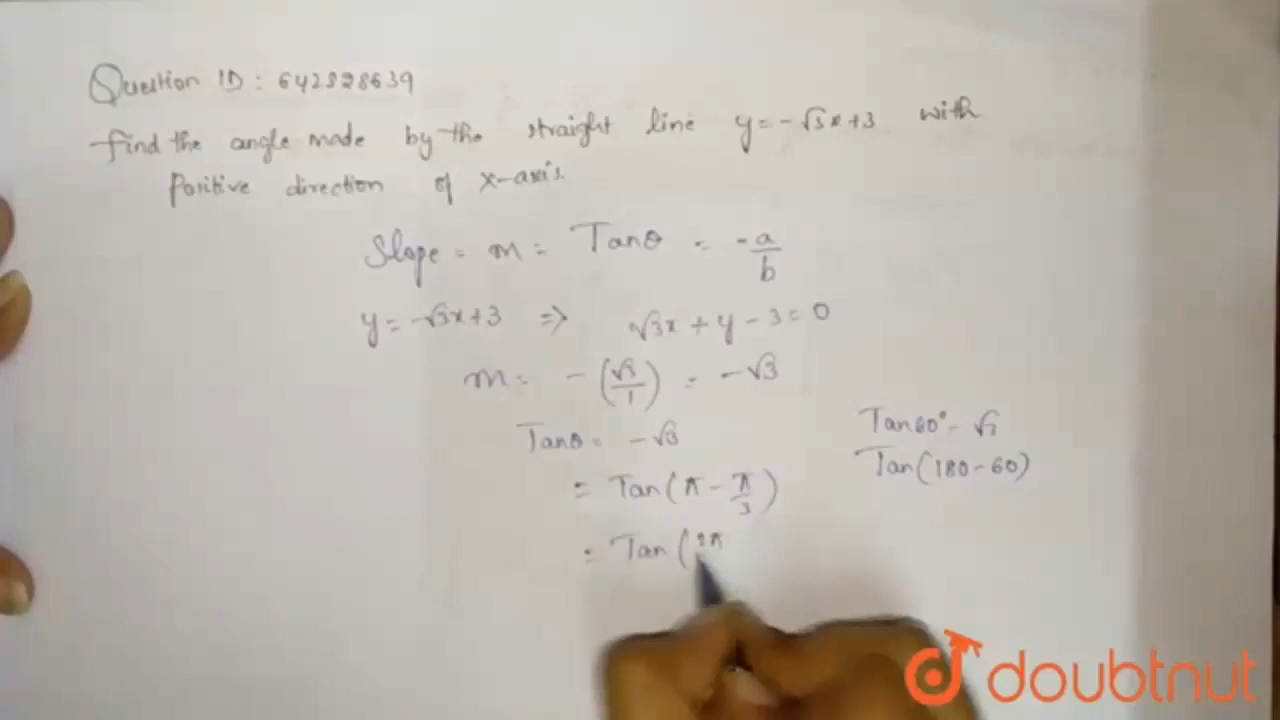 Question ID : 642828639
find the angle made by the straight line y = -√3x+3 with
Positive direction of x-axis.
Slope = m = Tanθ = -a/b
y = -√3x+3 ⇒ √3x + y - 3 = 0
m = -(√3/1) = -√3
Tanθ = -√3
Tan60° = √3
= Tan(π - π/3)
Tan(180-60)
= Tan(2π
doubtnut